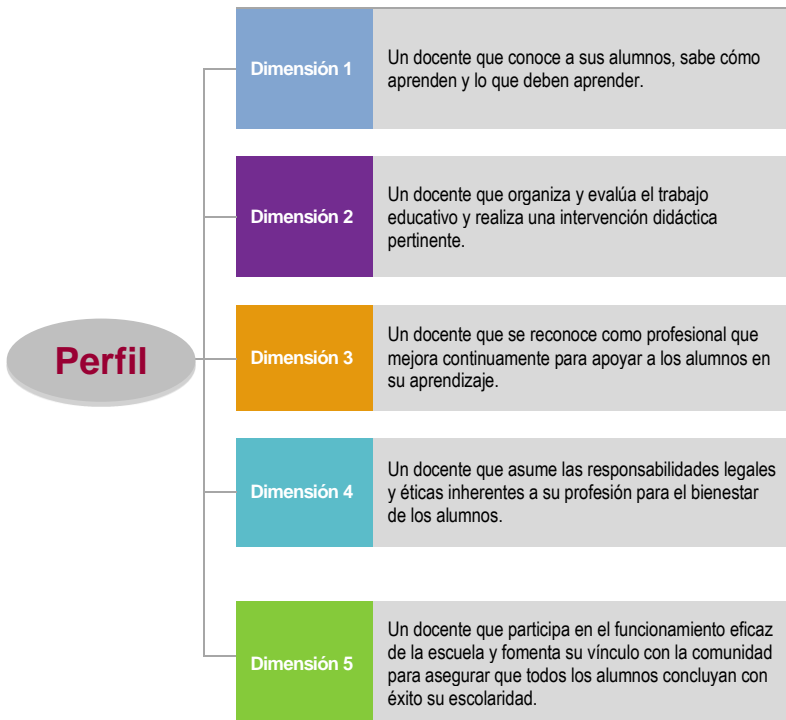 Perfil
Dimensión 1
Un docente que conoce a sus alumnos, sabe cómo
aprenden y lo que deben aprender.
Dimensión 2
Un docente que organiza y evalúa el trabajo
educativo y realiza una intervención didáctica
pertinente.
Dimensión 3
Un docente que se reconoce como profesional que
mejora continuamente para apoyar a los alumnos en
su aprendizaje.
Dimensión 4
Un docente que asume las responsabilidades legales
y éticas inherentes a su profesión para el bienestar
de los alumnos.
Dimensión 5
Un docente que participa en el funcionamiento eficaz
de la escuela y fomenta su vínculo con la comunidad
para asegurar que todos los alumnos concluyan con
éxito su escolaridad.